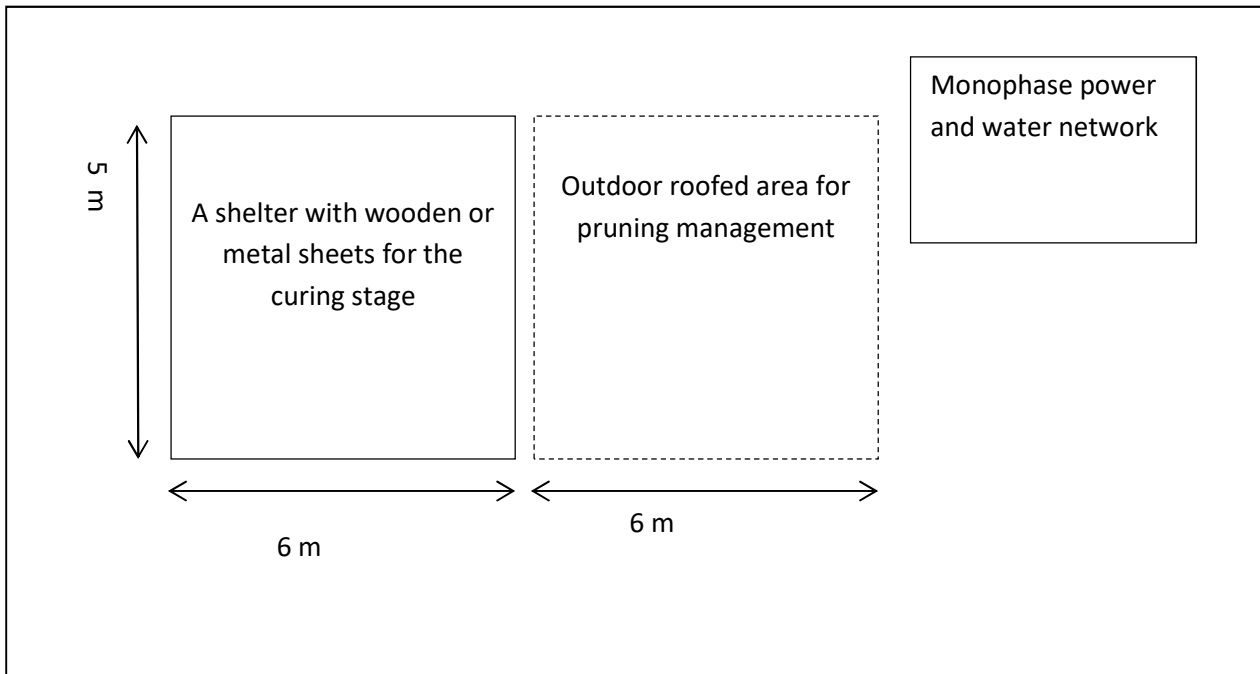 Monophase power
and water network
5 m
A shelter with wooden or
metal sheets for the
curing stage
Outdoor roofed area for
pruning management
6 m
6 m